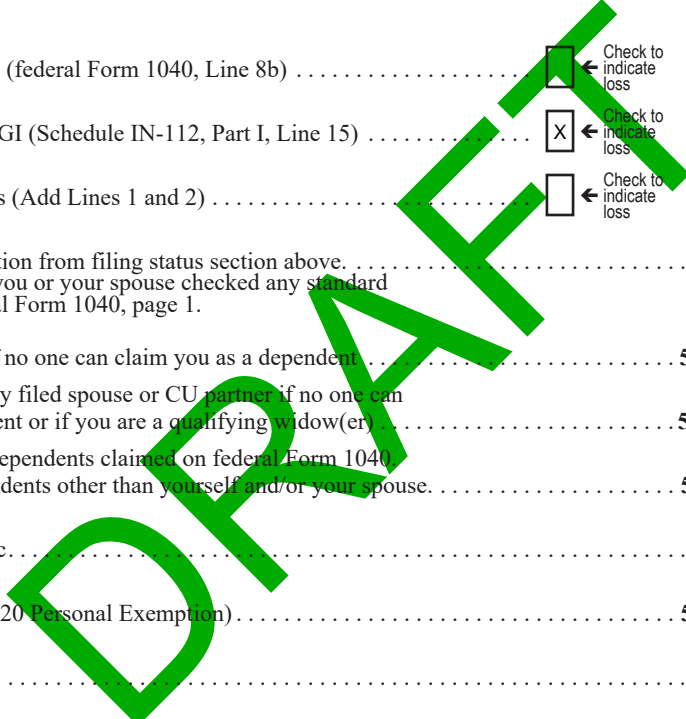 (federal Form 1040, Line 8b) . . . . . . . . . . . . . . . . . . . . . . Check to
indicate
loss
GI (Schedule IN-112, Part I, Line 15) . . . . . . . . . . . . . . . X Check to
indicate
loss
s (Add Lines 1 and 2) . . . . . . . . . . . . . . . . . . . . . . . . . . . . Check to
indicate
loss
tion from filing status section above. . . . . . . . . . . . . . . . . . . . . . . . . . . . . .
you or your spouse checked any standard
al Form 1040, page 1.
f no one can claim you as a dependent . . . . . . . . . . . . . . . . . . . . . . . . . . . . 5
y filed spouse or CU partner if no one can
ent or if you are a qualifying widow(er) . . . . . . . . . . . . . . . . . . . . . . . . . . 5
ependents claimed on federal Form 1040.
dents other than yourself and/or your spouse. . . . . . . . . . . . . . . . . . . . . . 5
c. . . . . . . . . . . . . . . . . . . . . . . . . . . . . . . . . . . . . . . . . . . . . . . . . . . . . . . . . . .
20 Personal Exemption) . . . . . . . . . . . . . . . . . . . . . . . . . . . . . . . . . . . . . . . 5
. . . . . . . . . . . . . . . . . . . . . . . . . . . . . . . . . . . . . . . . . . . . . . . . . . . . . . . . . . .
DRAFT